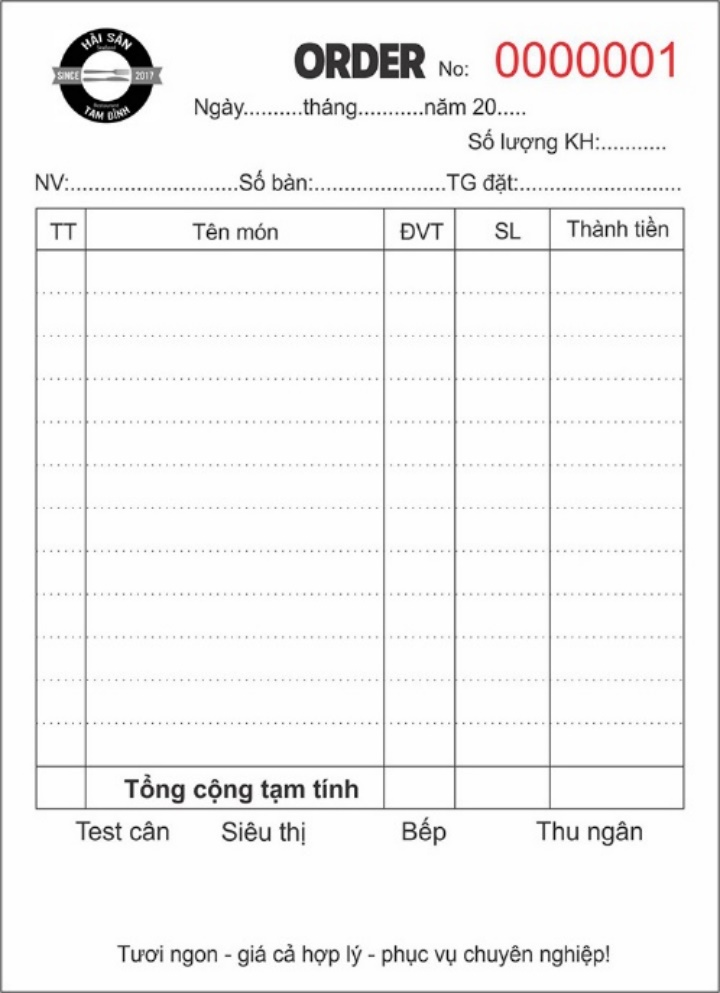 HẢI SẢN
Seafood
SINCE 2017
Restaurant
TAM ĐỈNH
ORDER No: 0000001
Ngày..........tháng...........năm 20.....
Số lượng KH:...........
NV:............................Số bàn:......................TG đặt:...........................
TT Tên món ĐVT SL Thành tiền
Tổng cộng tạm tính
Test cân Siêu thị Bếp Thu ngân
Tươi ngon - giá cả hợp lý - phục vụ chuyên nghiệp!